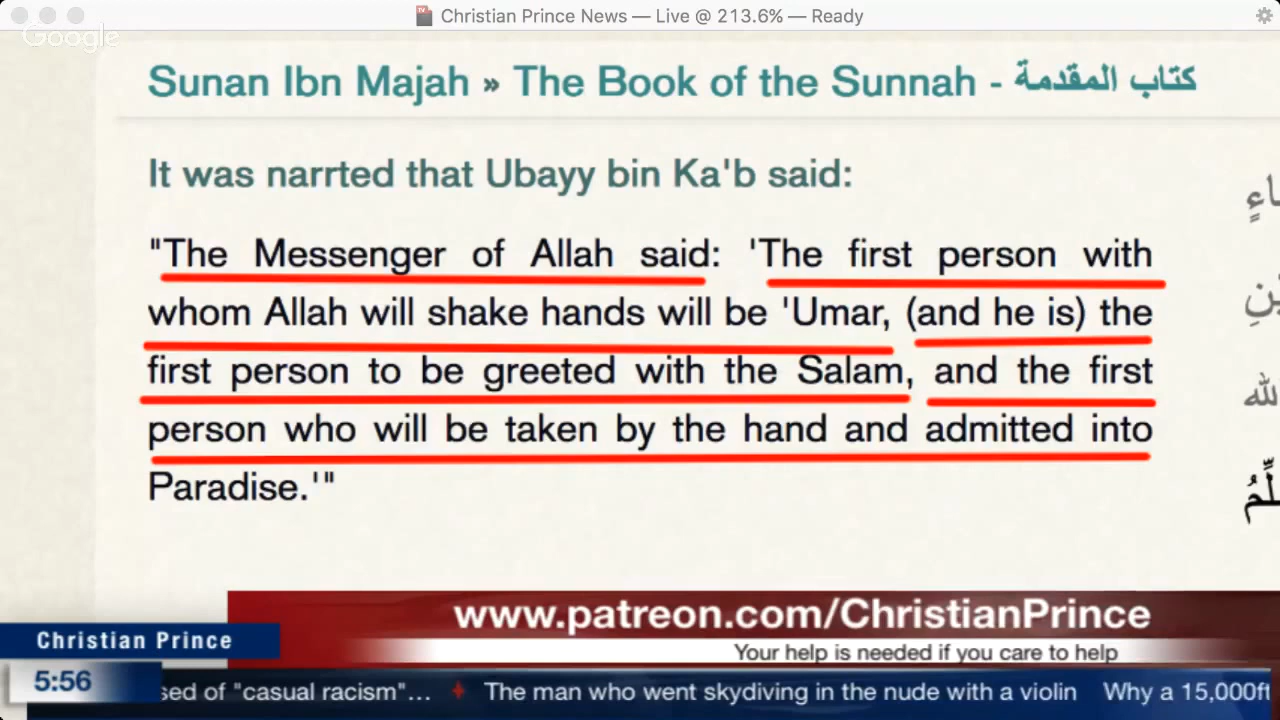 Christian Prince News — Live @ 213.6% — Ready
Google
Sunan Ibn Majah » The Book of the Sunnah - كتاب المقدمة
It was narrted that Ubayy bin Ka'b said:
"The Messenger of Allah said: 'The first person with
whom Allah will shake hands will be 'Umar, (and he is) the
first person to be greeted with the Salam, and the first
person who will be taken by the hand and admitted into
Paradise.'"
www.patreon.com/ChristianPrince
Your help is needed if you care to help
Christian Prince
5:56
sed of "casual racism"... The man who went skydiving in the nude with a violin Why a 15,000ft